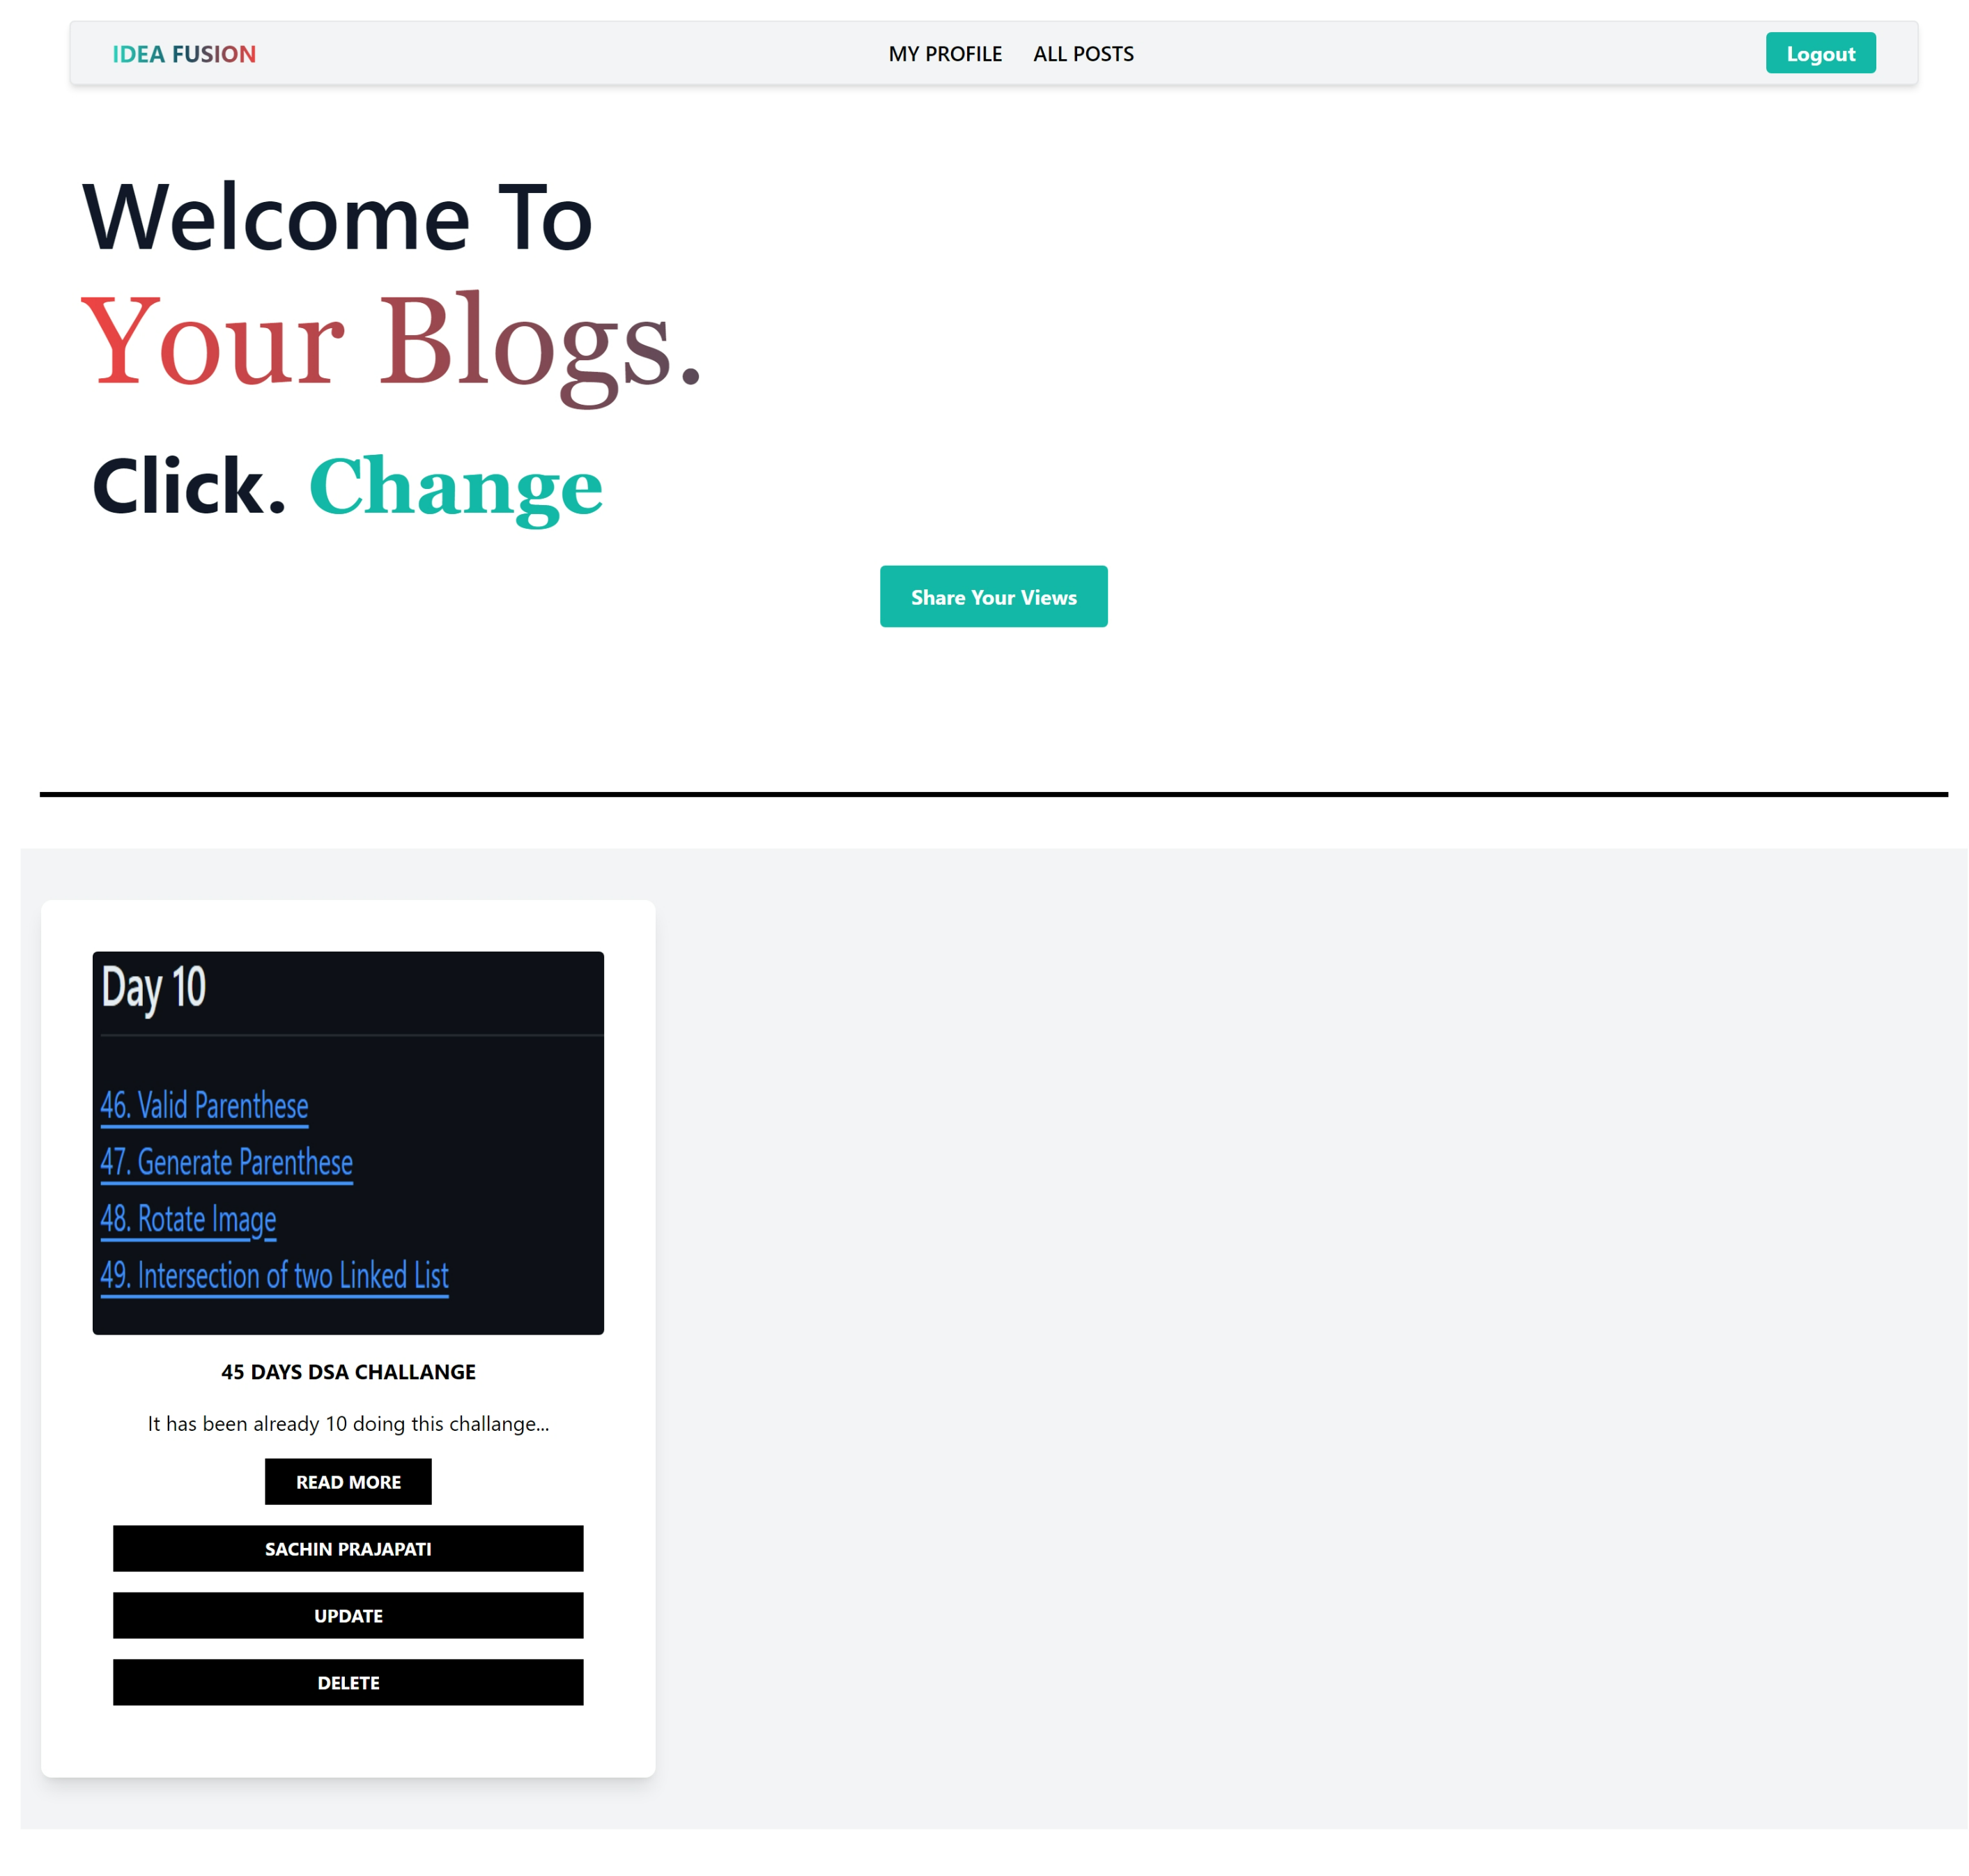 IDEA FUSION
MY PROFILE
ALL POSTS
Logout
Welcome To
Your Blogs.
Click. Change
Share Your Views
Day 10
46. Valid Parenthese
47. Generate Parenthese
48. Rotate Image
49. Intersection of two Linked List
45 DAYS DSA CHALLANGE
It has been already 10 doing this challange...
READ MORE
SACHIN PRAJAPATI
UPDATE
DELETE